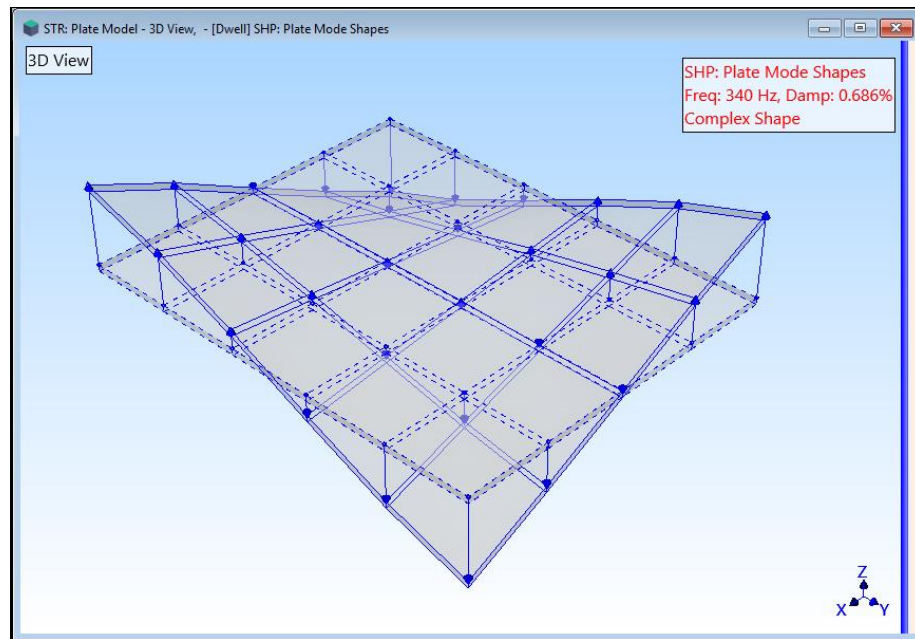 STR: Plate Model - 3D View, - [Dwell] SHP: Plate Mode Shapes
3D View
SHP: Plate Mode Shapes
Freq: 340 Hz, Damp: 0.686%
Complex Shape
Z
X
Y